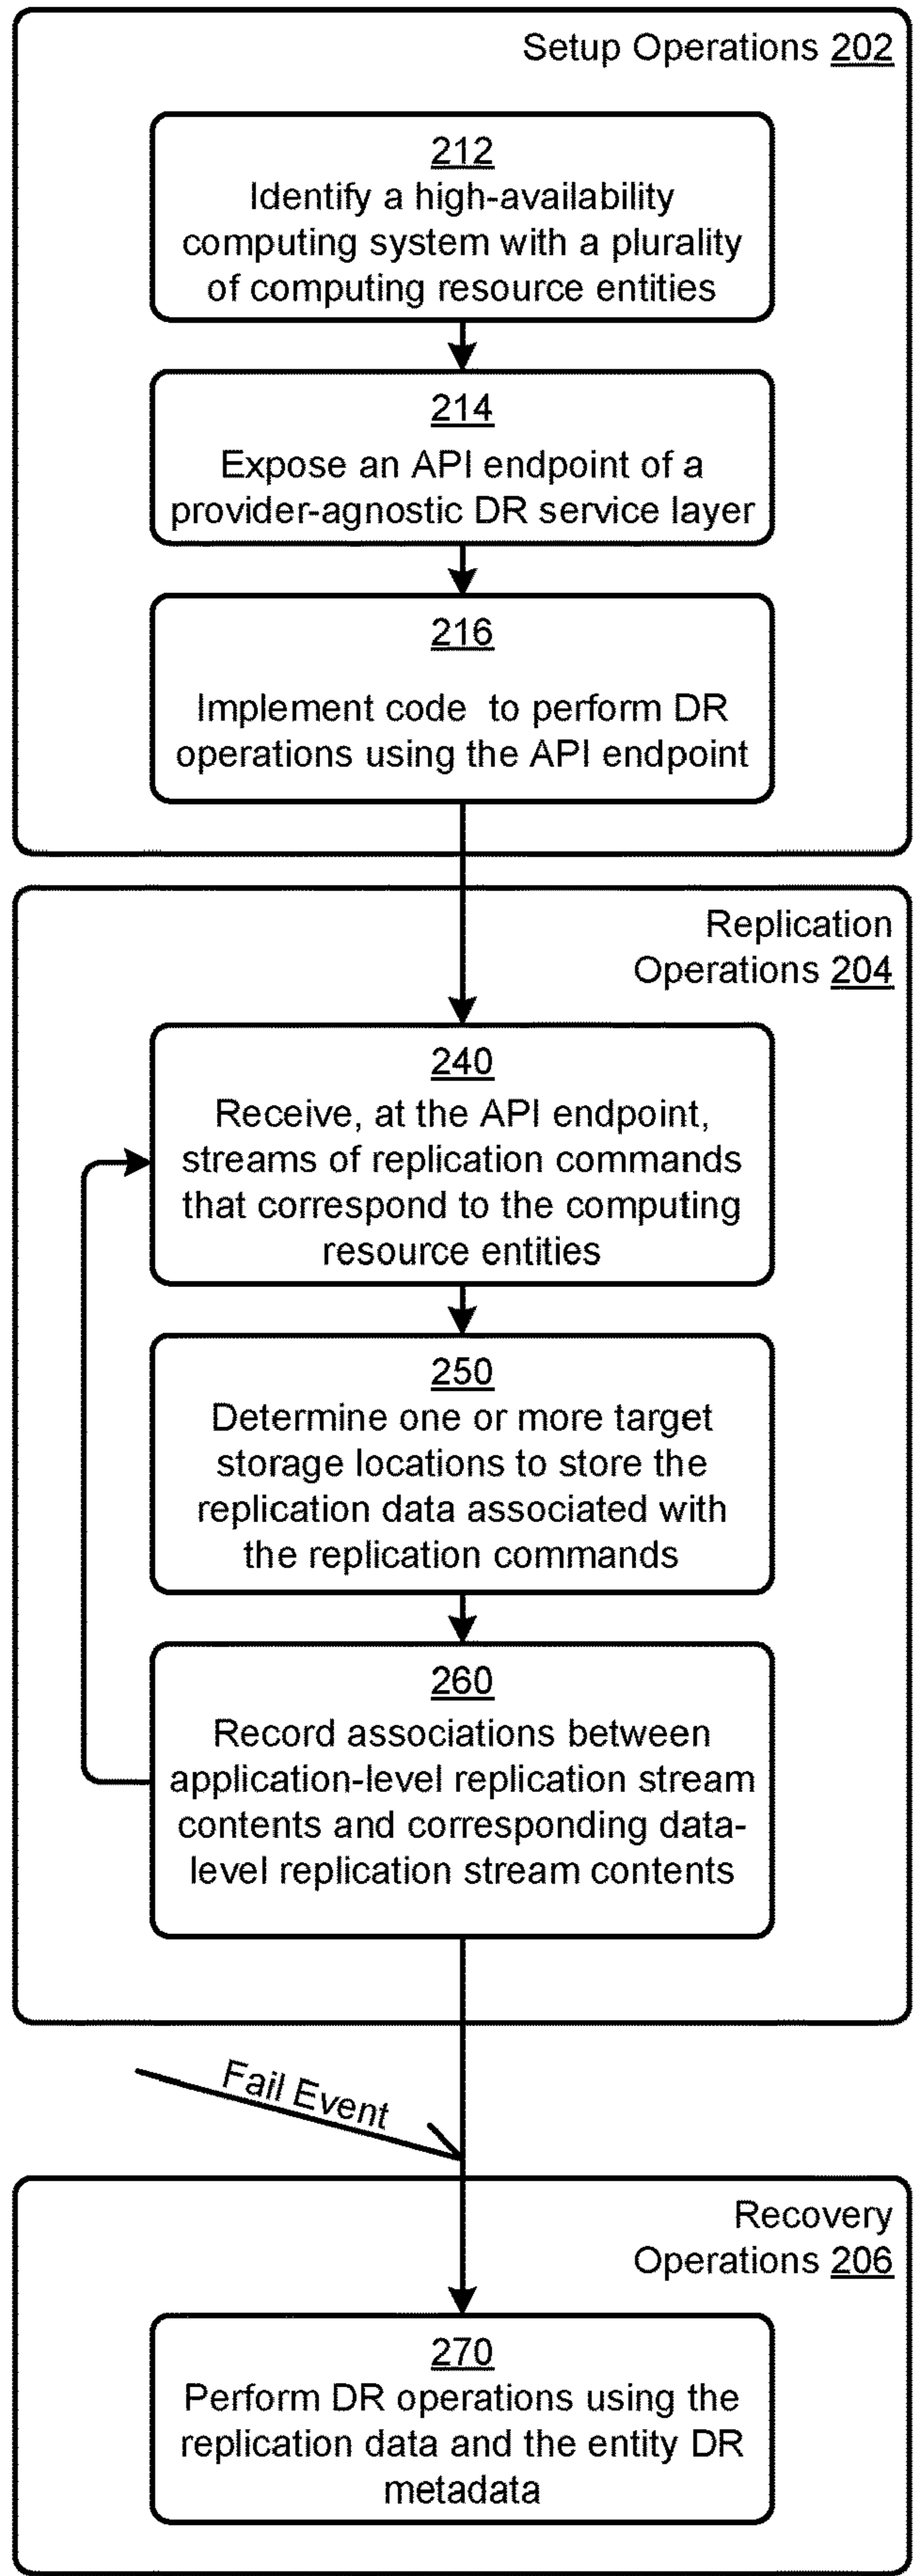 Setup Operations 202
212
Identify a high-availability
computing system with a plurality
of computing resource entities
214
Expose an API endpoint of a
provider-agnostic DR service layer
216
Implement code to perform DR
operations using the API endpoint
Replication
Operations 204
240
Receive, at the API endpoint,
streams of replication commands
that correspond to the computing
resource entities
250
Determine one or more target
storage locations to store the
replication data associated with
the replication commands
260
Record associations between
application-level replication stream
contents and corresponding data-
level replication stream contents
Fail Event
Recovery
Operations 206
270
Perform DR operations using the
replication data and the entity DR
metadata